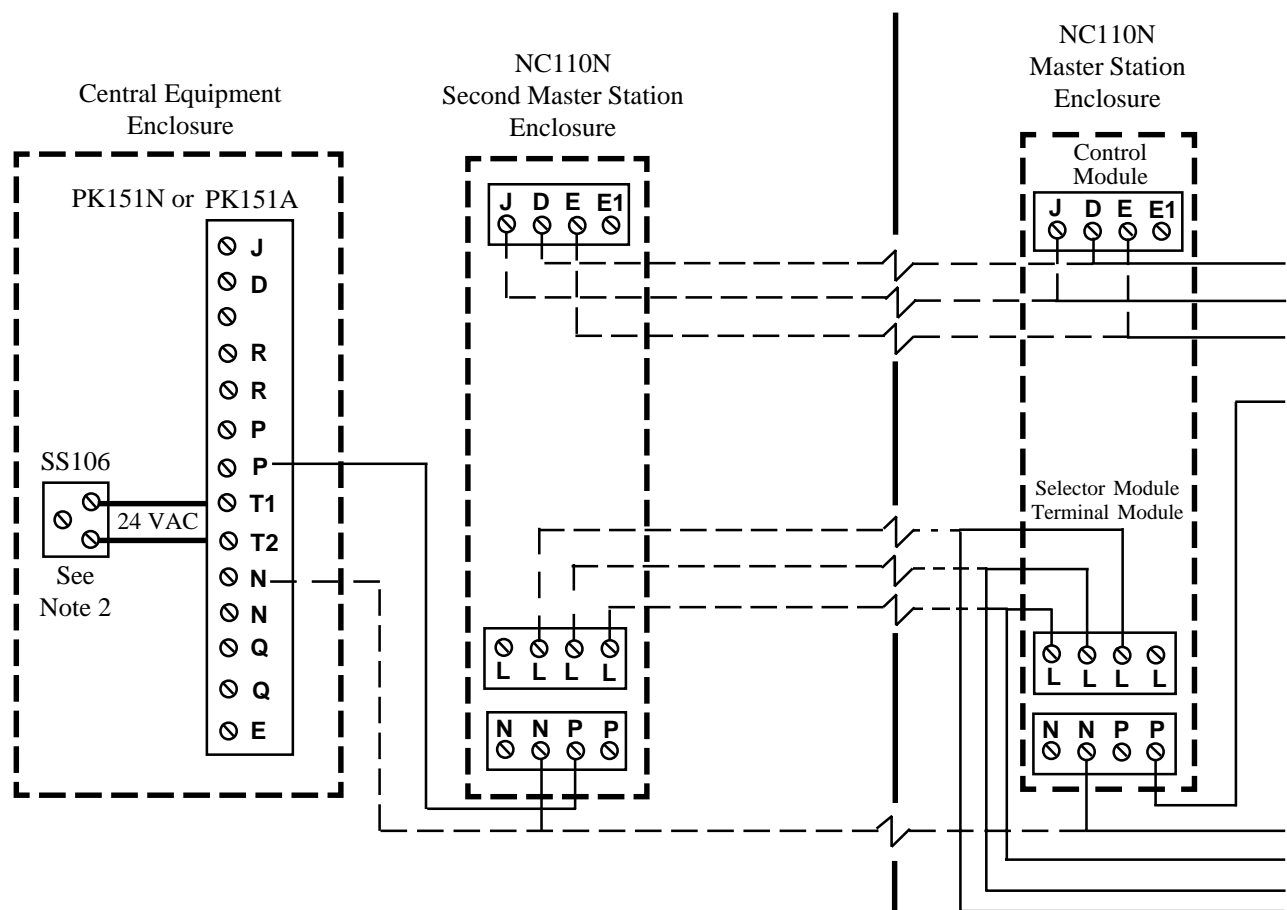 Central Equipment
Enclosure
PK151N or PK151A
J
D
R
R
P
P
T1
T2
N
N
Q
Q
E
SS106
24 VAC
See
Note 2
NC110N
Second Master Station
Enclosure
J D E E1
L L L L
N N P P
NC110N
Master Station
Enclosure
Control
Module
J D E E1
Selector Module
Terminal Module
L L L L
N N P P